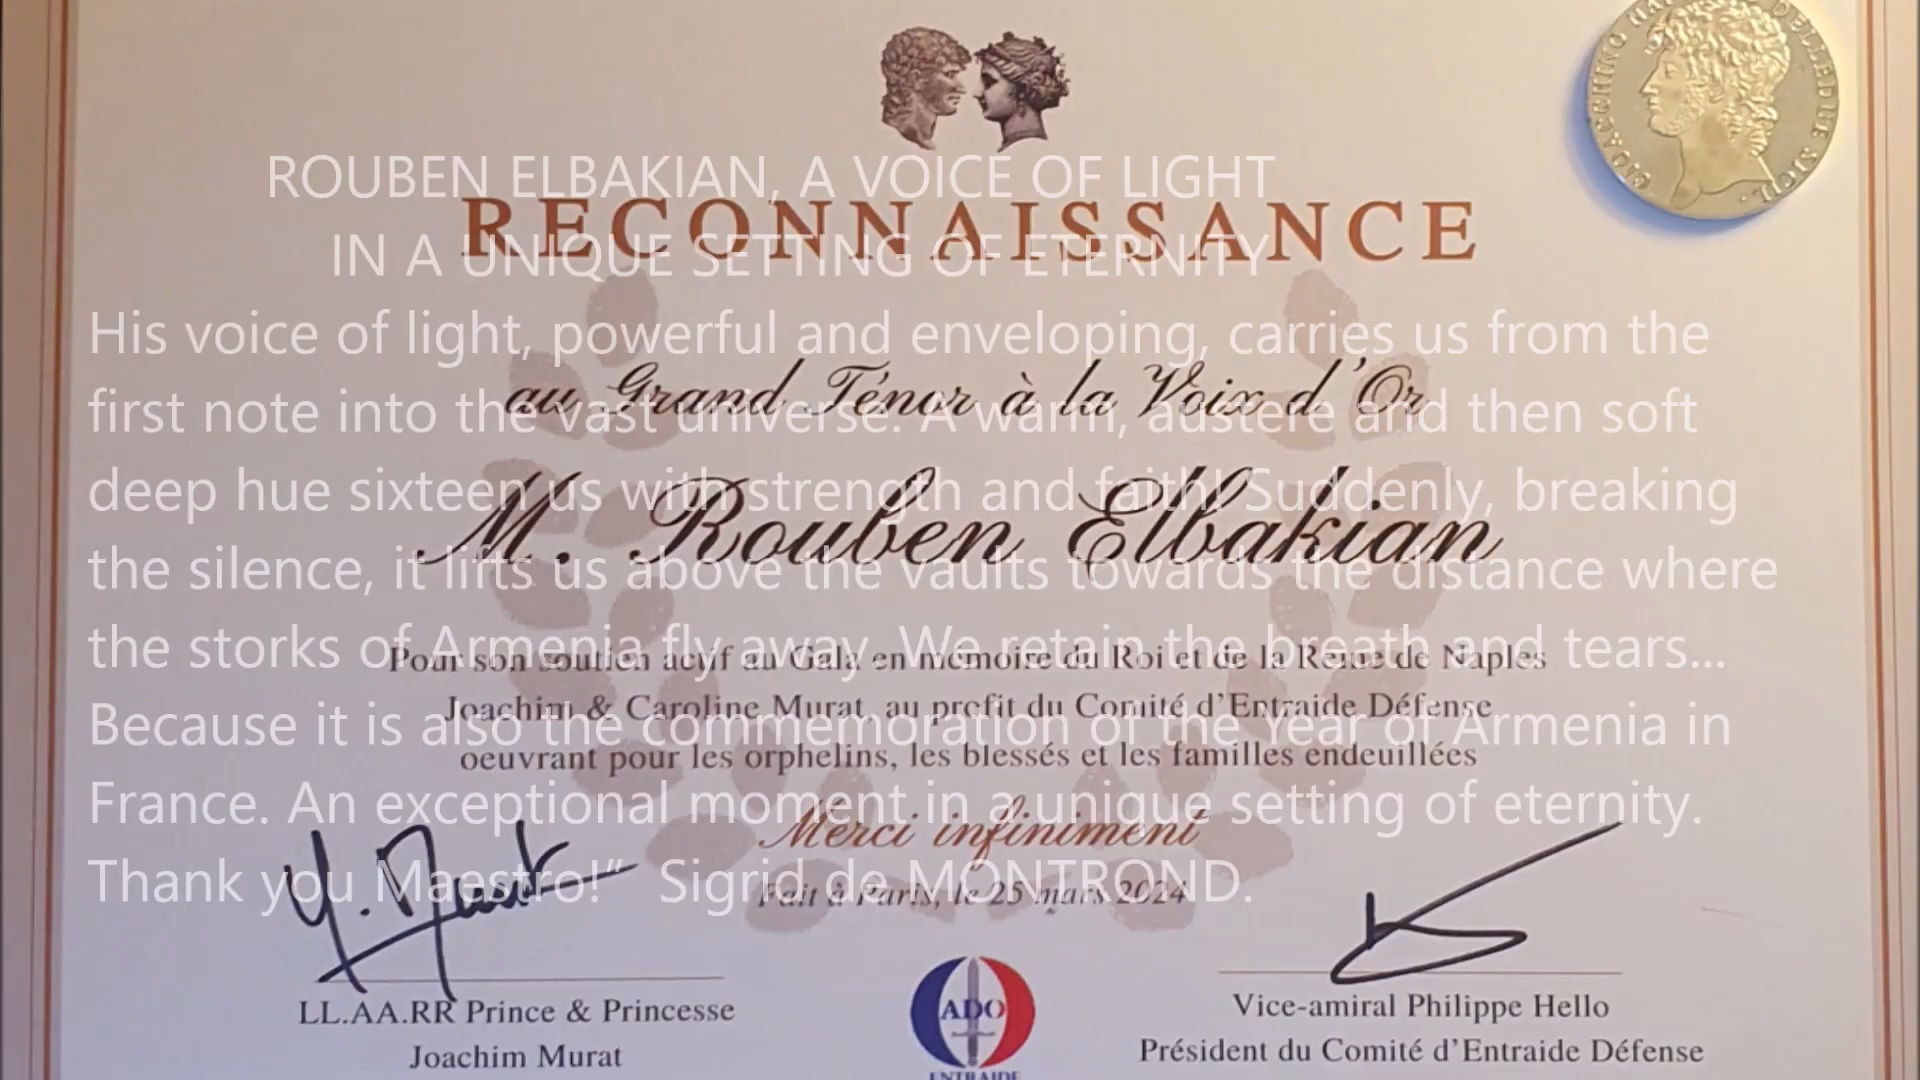 GIOACCHINO
DELLE DUE SICIL.
ROUBEN ELBAKIAN, A VOICE OF LIGHT
RECONNAISSANCE
IN A UNIQUE SETTING OF ETERNITY
His voice of light, powerful and enveloping, carries us from the
au Grand Ténor à la Voix d'Or
first note into the vast universe. A warm, austere and then soft
deep hue sixteen us with strength and faith! Suddenly, breaking
M. Rouben Elbakian
the silence, it lifts us above the vaults towards the distance where
the storks of Armenia fly away. We retain the breath and tears...
Pour son soutien actif au Gala en mémoire du Roi et de la Reine de Naples
Joachim & Caroline Murat, au profit du Comité d'Entraide Défense
Because it is also the commemoration of the Year of Armenia in
oeuvrant pour les orphelins, les blessés et les familles endeuillées
France. An exceptional moment in a unique setting of eternity.
Merci infiniment
Thank you Maestro!” Sigrid de MONTROND.
Fait à Paris, le 25 mars 2024
LL.AA.RR Prince & Princesse
Joachim Murat
ADO
ENTRAIDE
Vice-amiral Philippe Hello
Président du Comité d'Entraide Défense